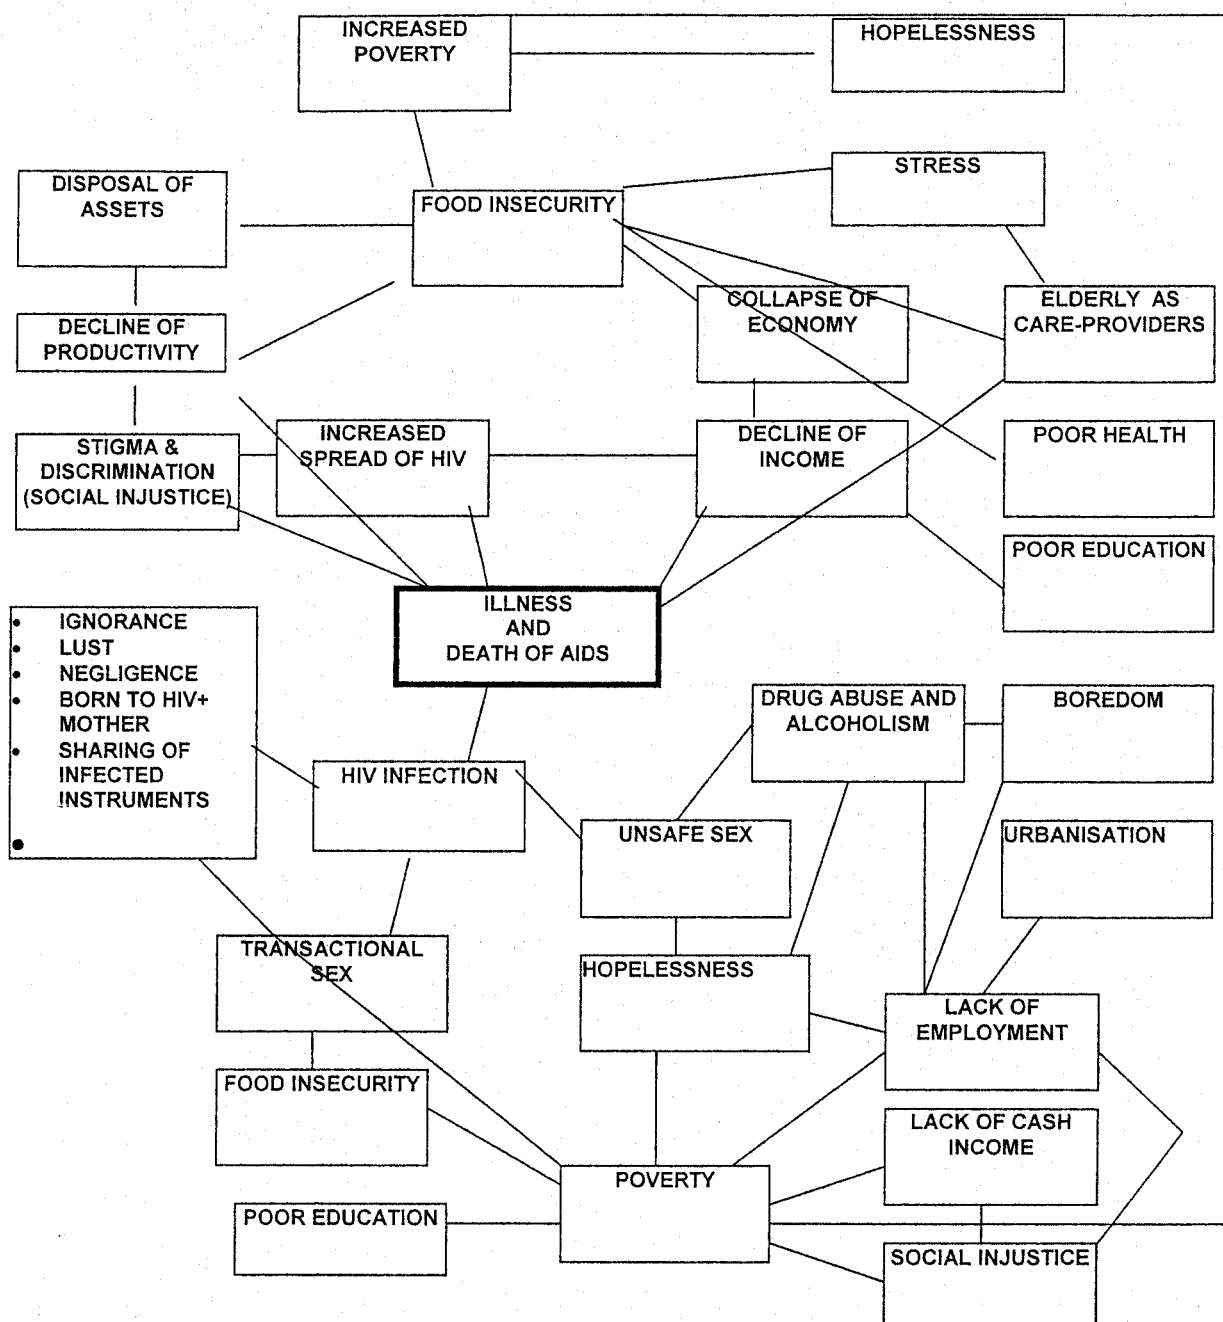 INCREASED
POVERTY
HOPELESSNESS
DISPOSAL OF
ASSETS
FOOD INSECURITY
STRESS
DECLINE OF
PRODUCTIVITY
COLLAPSE OF
ECONOMY
ELDERLY AS
CARE-PROVIDERS
STIGMA &
DISCRIMINATION
(SOCIAL INJUSTICE)
INCREASED
SPREAD OF HIV
DECLINE OF
INCOME
POOR HEALTH
POOR EDUCATION
ILLNESS
AND
DEATH OF AIDS
• IGNORANCE
• LUST
• NEGLIGENCE
• BORN TO HIV+
MOTHER
• SHARING OF
INFECTED
INSTRUMENTS
•
HIV INFECTION
DRUG ABUSE AND
ALCOHOLISM
BOREDOM
UNSAFE SEX
URBANISATION
TRANSACTIONAL
SEX
HOPELESSNESS
LACK OF
EMPLOYMENT
FOOD INSECURITY
LACK OF CASH
INCOME
POVERTY
POOR EDUCATION
SOCIAL INJUSTICE